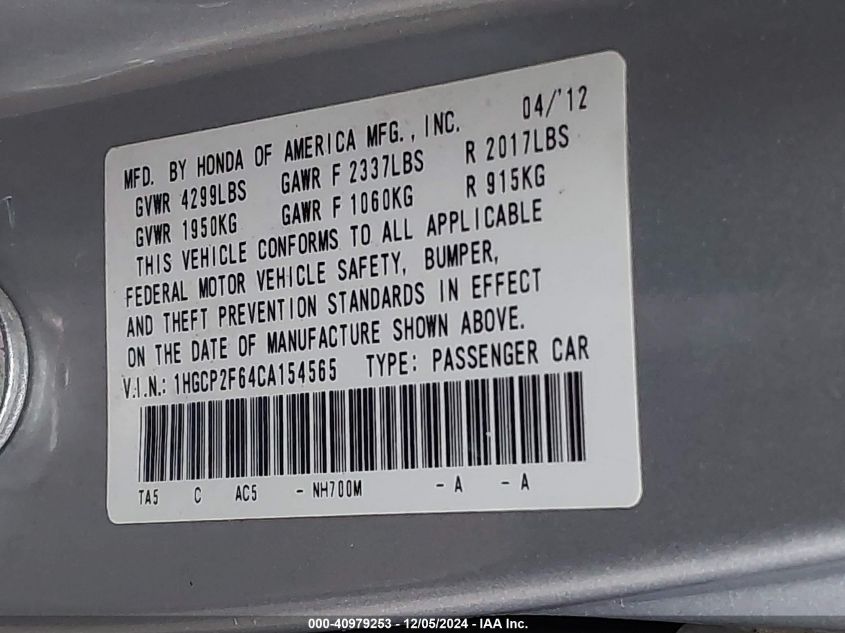 04/'12
MFD. BY HONDA OF AMERICA MFG., INC.
GVWR 4299LBS GAWR F 2337LBS R 2017LBS
GVWR 1950KG GAWR F 1060KG R 915KG
THIS VEHICLE CONFORMS TO ALL APPLICABLE
FEDERAL MOTOR VEHICLE SAFETY, BUMPER,
AND THEFT PREVENTION STANDARDS IN EFFECT
ON THE DATE OF MANUFACTURE SHOWN ABOVE.
V.I.N.: 1HGCP2F64CA154565 TYPE: PASSENGER CAR
TA5 C AC5 - NH700M - A - A
000-40979253 - 12/05/2024 - IAA Inc.